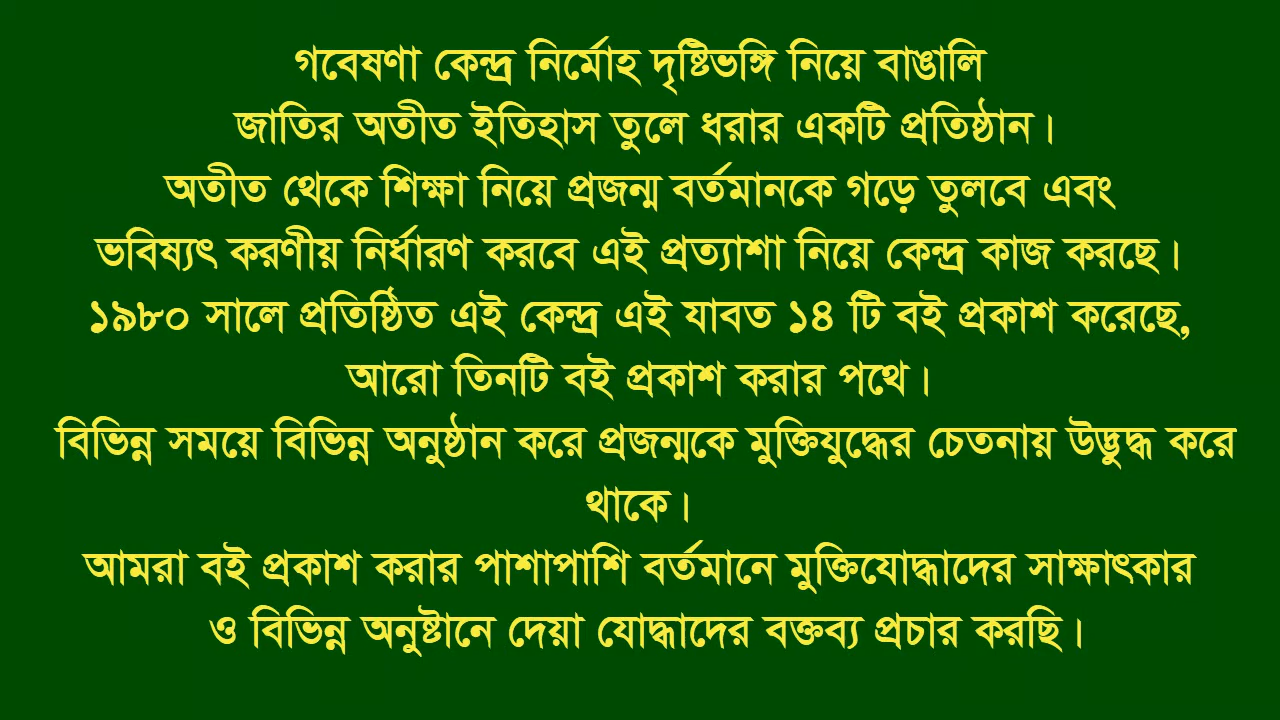 গবেষণা কেন্দ্র নির্মোহ দৃষ্টিভঙ্গি নিয়ে বাঙালি
জাতির অতীত ইতিহাস তুলে ধরার একটি প্রতিষ্ঠান।
অতীত থেকে শিক্ষা নিয়ে প্রজন্ম বর্তমানকে গড়ে তুলবে এবং
ভবিষ্যৎ করণীয় নির্ধারণ করবে এই প্রত্যাশা নিয়ে কেন্দ্র কাজ করছে।
১৯৮০ সালে প্রতিষ্ঠিত এই কেন্দ্র এই যাবত ১৪ টি বই প্রকাশ করেছে,
আরো তিনটি বই প্রকাশ করার পথে।
বিভিন্ন সময়ে বিভিন্ন অনুষ্ঠান করে প্রজন্মকে মুক্তিযুদ্ধের চেতনায় উদ্ভুদ্ধ করে
থাকে।
আমরা বই প্রকাশ করার পাশাপাশি বর্তমানে মুক্তিযোদ্ধাদের সাক্ষাৎকার
ও বিভিন্ন অনুষ্টানে দেয়া যোদ্ধাদের বক্তব্য প্রচার করছি।